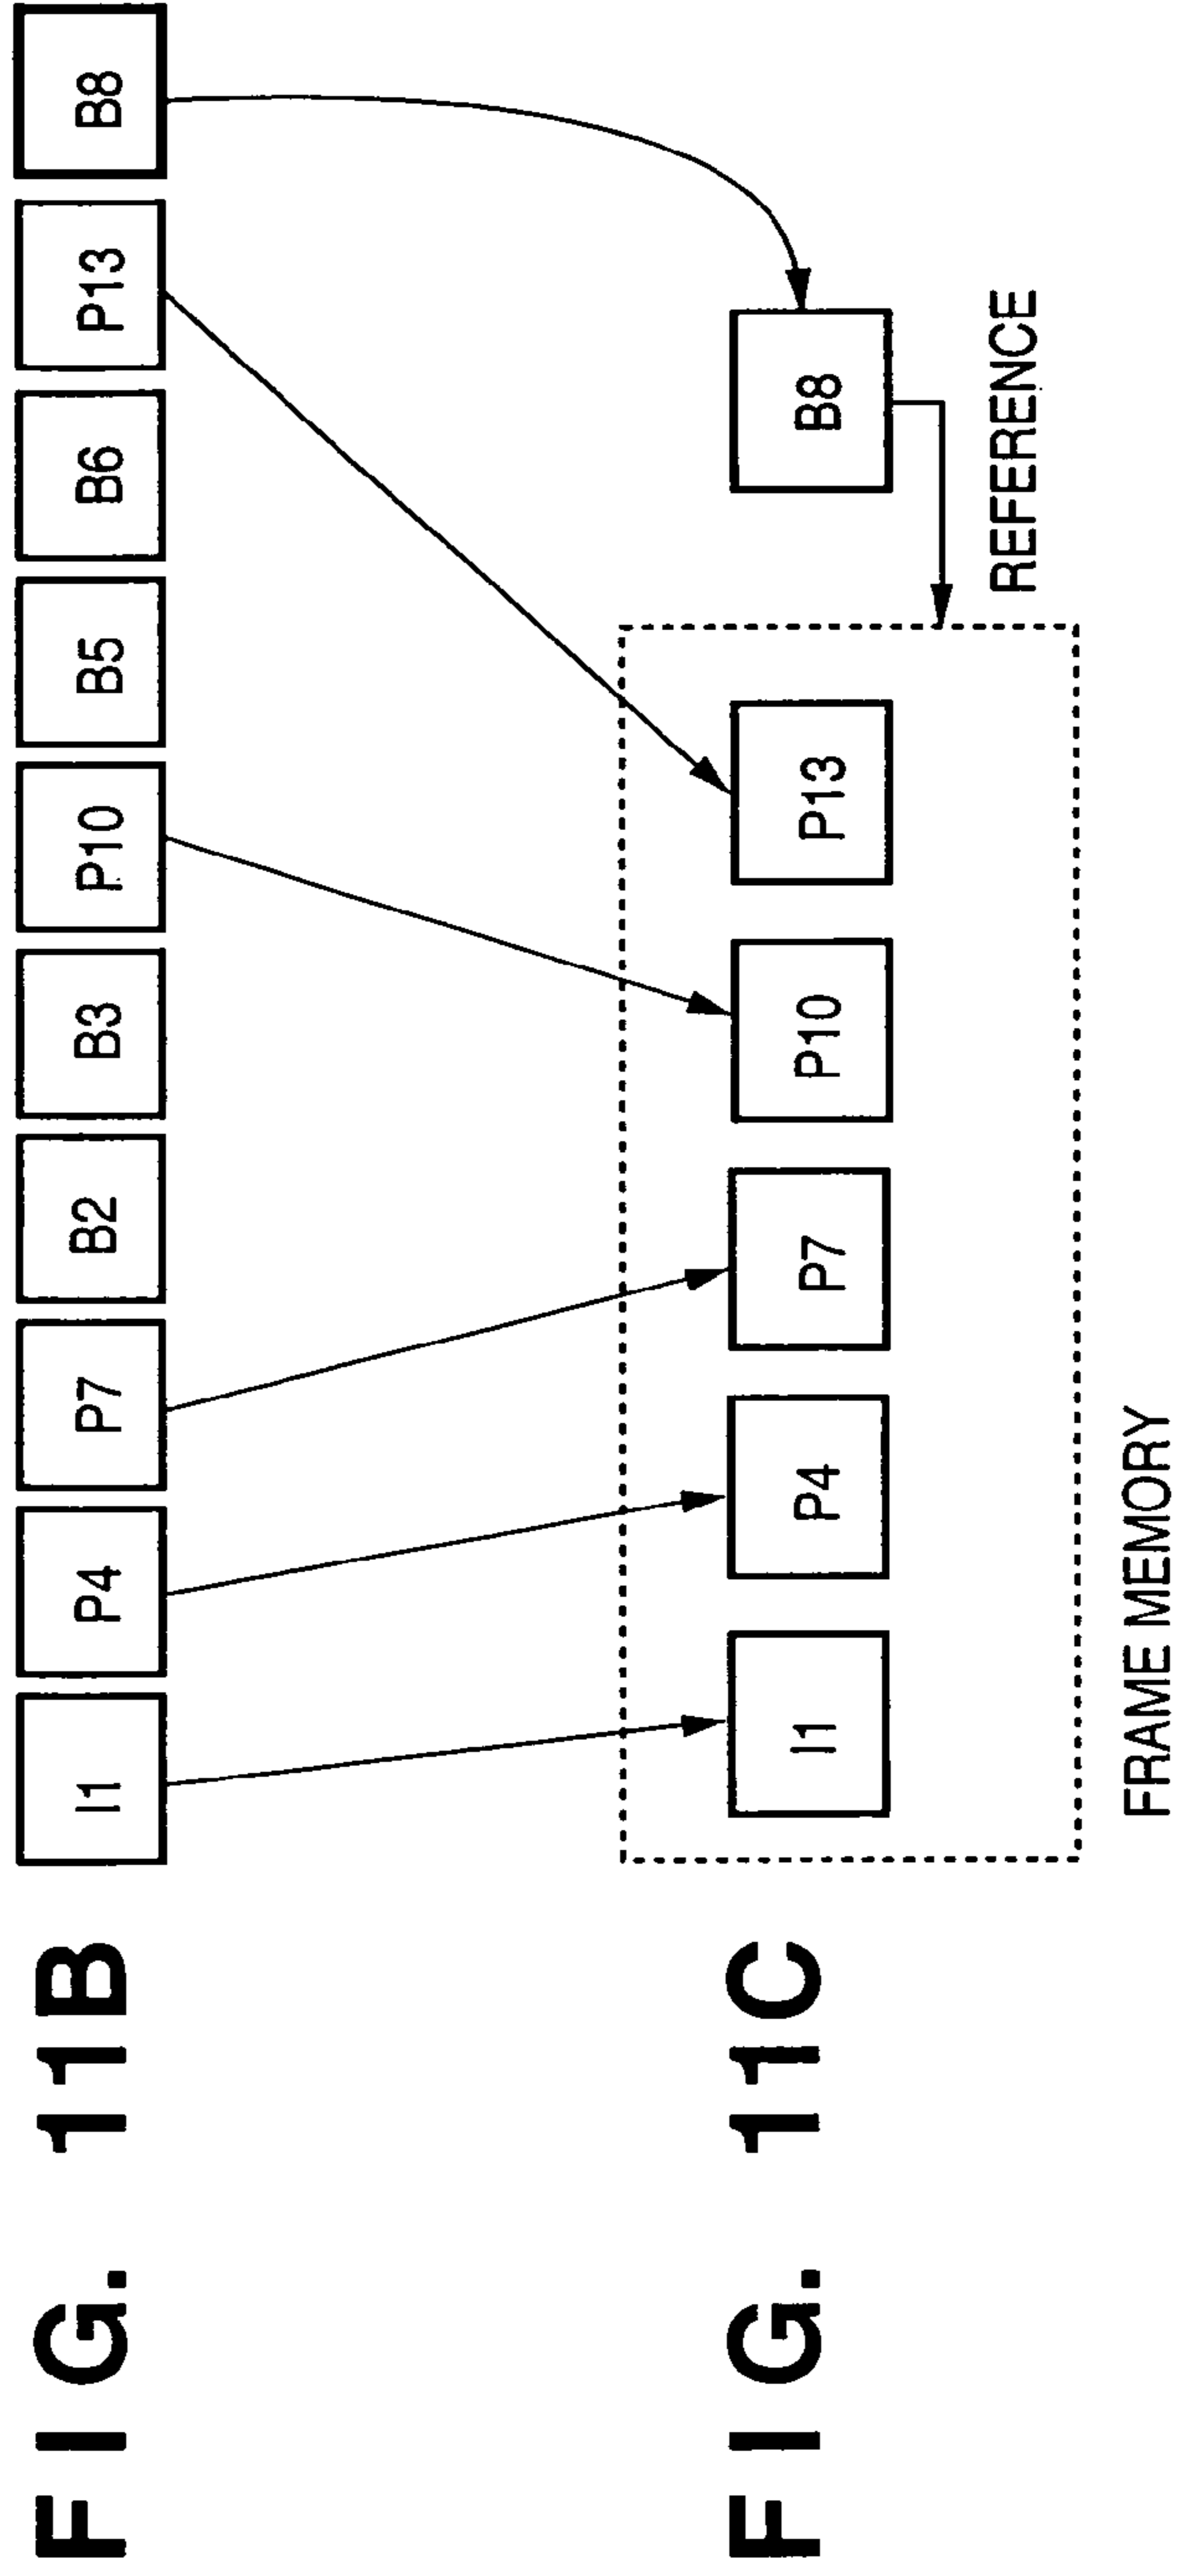 FIG. 11B
I1 P4 P7 B2 B3 P10 B5 B6 P13 B8
FIG. 11C
I1 P4 P7 P10 P13 B8
REFERENCE
FRAME MEMORY